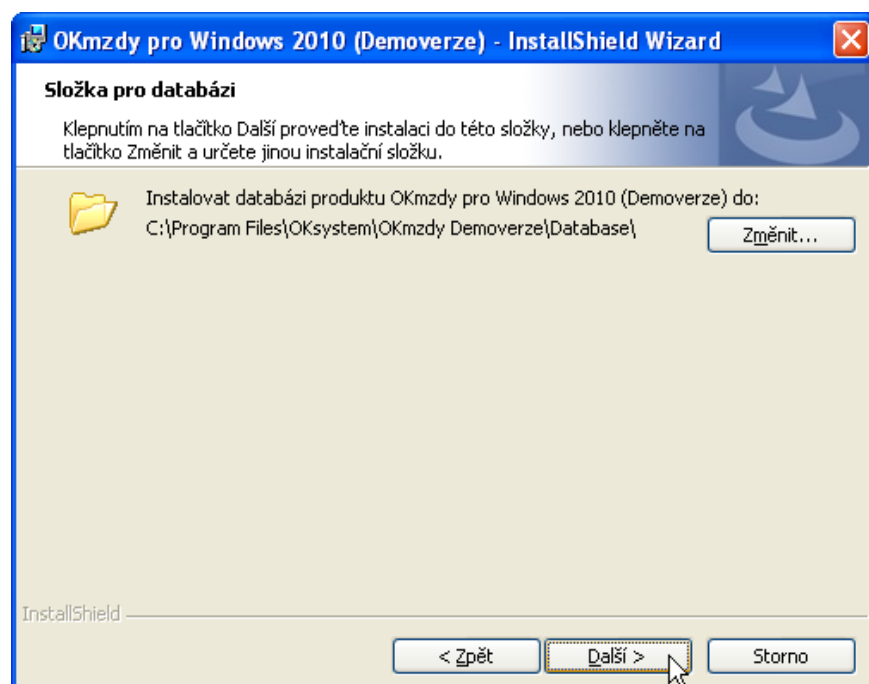 OKmzdy pro Windows 2010 (Demoverze) - InstallShield Wizard
Složka pro databázi
Klepnutím na tlačítko Další proveďte instalaci do této složky, nebo klepněte na
tlačítko Změnit a určete jinou instalační složku.
Instalovat databázi produktu OKmzdy pro Windows 2010 (Demoverze) do:
C:\Program Files\OKsystem\OKmzdy Demoverze\Database\
Změnit...
InstallShield
< Zpět
Další >
Storno